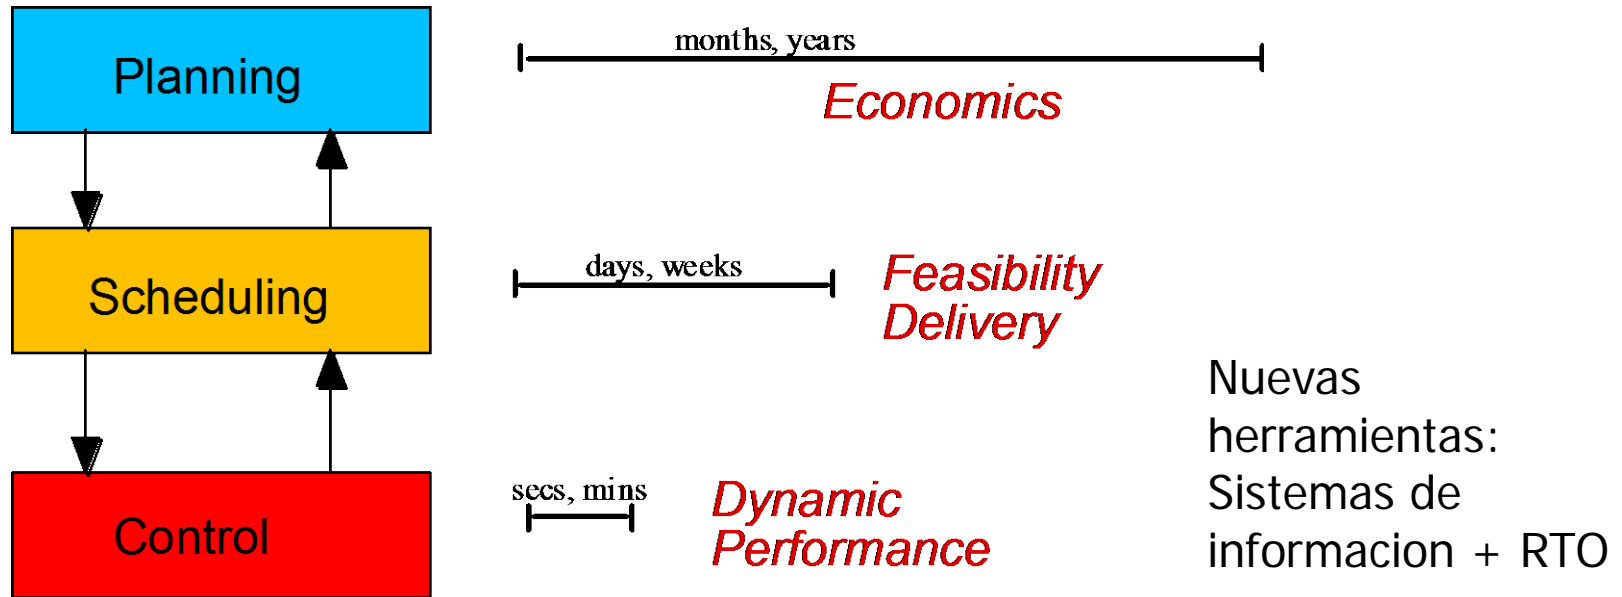 Planning
months, years
Economics
Scheduling
days, weeks
Feasibility
Delivery
Control
secs, mins
Dynamic
Performance
Nuevas
herramientas:
Sistemas de
informacion + RTO